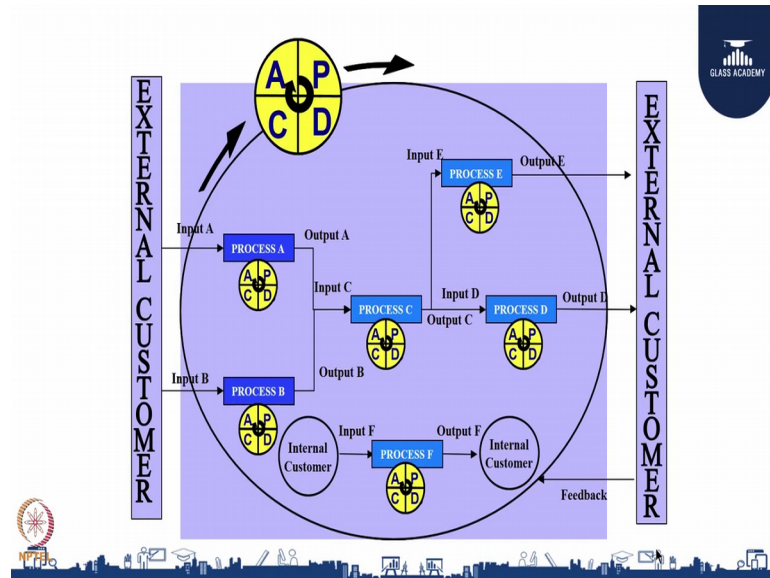 A P
C D
GLASS ACADEMY
EXTERNAL CUSTOMER
EXTERNAL CUSTOMER
Input E
Output E
PROCESS E
A P
C D
Input A
Output A
PROCESS A
A P
C D
Input C
Input D
Output D
PROCESS C
PROCESS D
Output C
A P
C D
A P
C D
Input B
Output B
PROCESS B
A P
C D
Internal
Customer
Input F
Output F
PROCESS F
A P
C D
Internal
Customer
Feedback
NPTEL